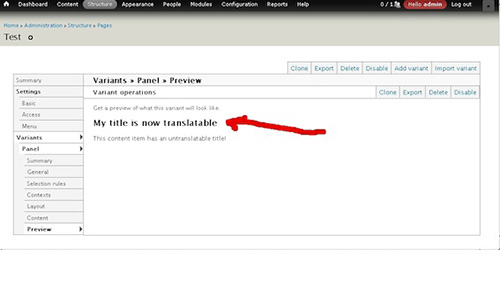 Dashboard Content Structure Appearance People Modules Configuration Reports Help 0 / 1 Hello admin Log out
Home » Administration » Structure » Pages
Test
Clone Export Delete Disable Add variant Import variant
Summary
Variants » Panel » Preview
Settings
Variant operations
Clone Export Delete Disable
Basic
Get a preview of what this variant will look like.
Access
My title is now translatable
Menu
This content item has an untranslatable title!
Variants
Panel
Summary
General
Selection rules
Contexts
Layout
Content
Preview